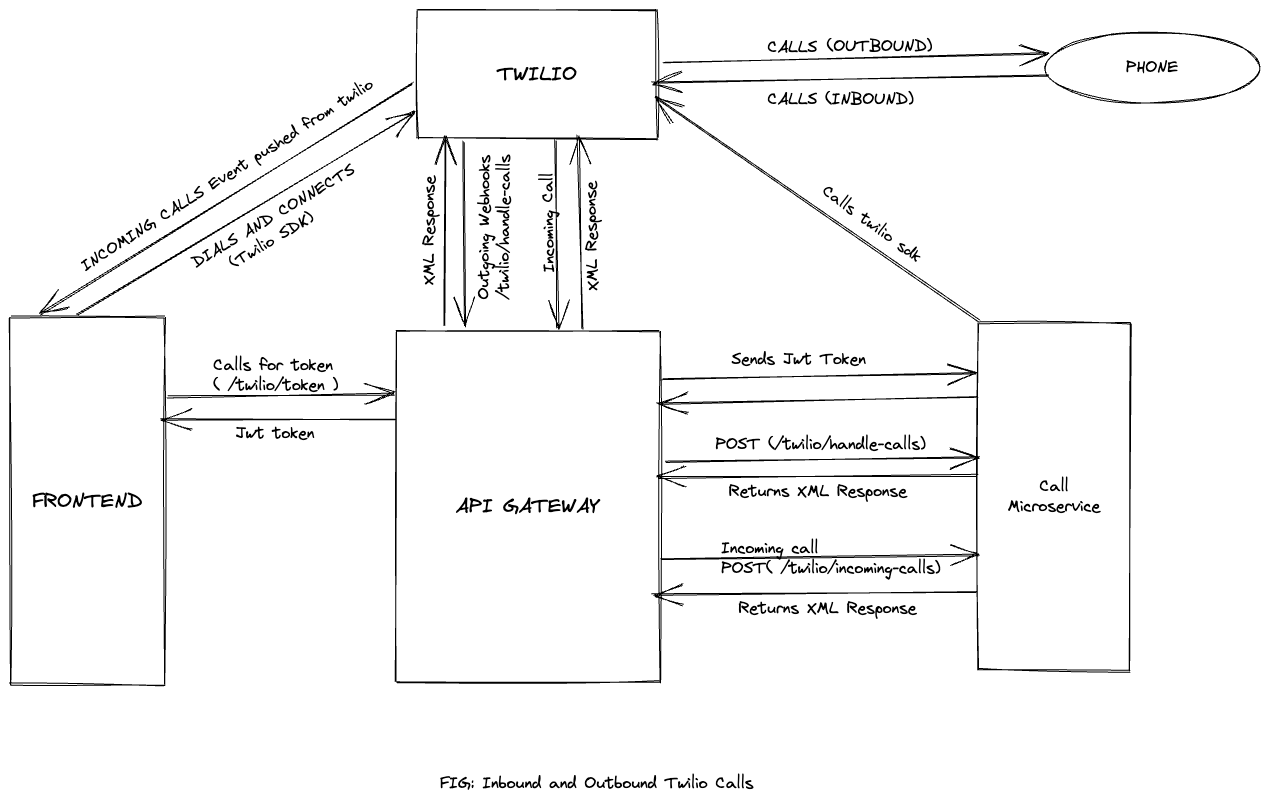 TWILIO
CALLS (OUTBOUND)
PHONE
CALLS (INBOUND)
INCOMING CALLS Event pushed from twilio
DIALS AND CONNECTS
(Twilio SDK)
XML Response
Outgoing Webhooks
/twilio/handle-calls
Incoming Call
XML Response
Calls twilio sdk
Calls for token
( /twilio/token )
Jwt token
Sends Jwt Token
POST (/twilio/handle-calls)
Returns XML Response
FRONTEND
API GATEWAY
Call
Microservice
Incoming call
POST( /twilio/incoming-calls)
Returns XML Response
FIG: Inbound and Outbound Twilio Calls